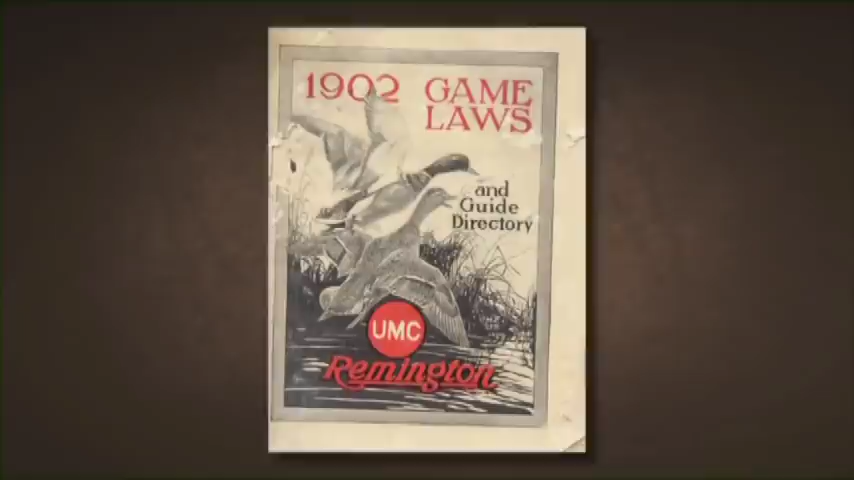 1902 GAME
LAWS
and
Guide
Directory
UMC
Remington